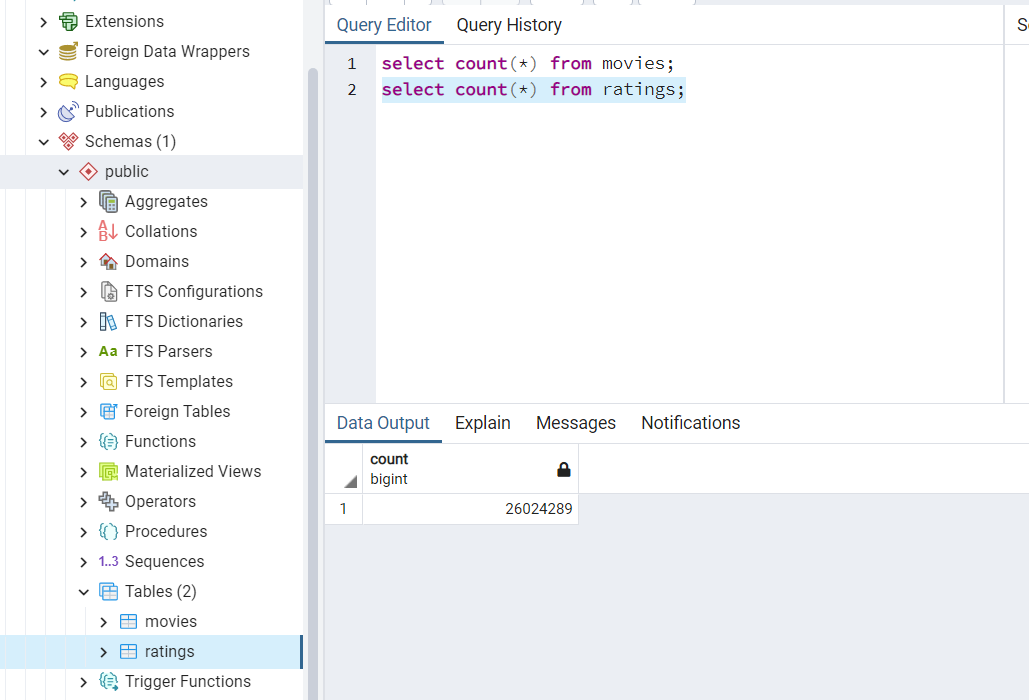 Extensions
Foreign Data Wrappers
Languages
Publications
Schemas (1)
public
Aggregates
Collations
Domains
FTS Configurations
FTS Dictionaries
Aa FTS Parsers
FTS Templates
Foreign Tables
Functions
Materialized Views
Operators
Procedures
1..3 Sequences
Tables (2)
movies
ratings
Trigger Functions
Query Editor Query History
1 select count(*) from movies;
2 select count(*) from ratings;
Data Output Explain Messages Notifications
count
bigint
1 26024289